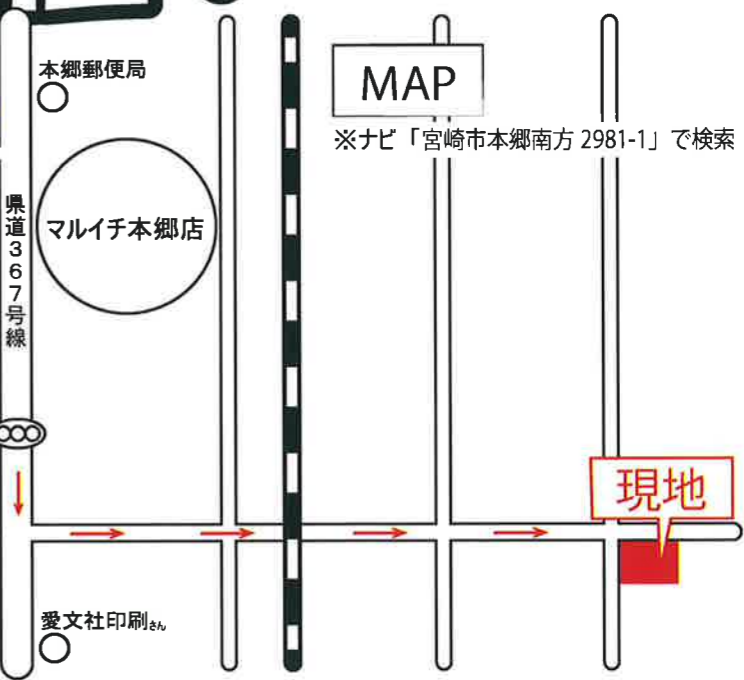 本郷郵便局
MAP
※ナビ「宮崎市本郷南方 2981-1」で検索
マルイチ本郷店
県道367号線
現地
愛文社印刷さん